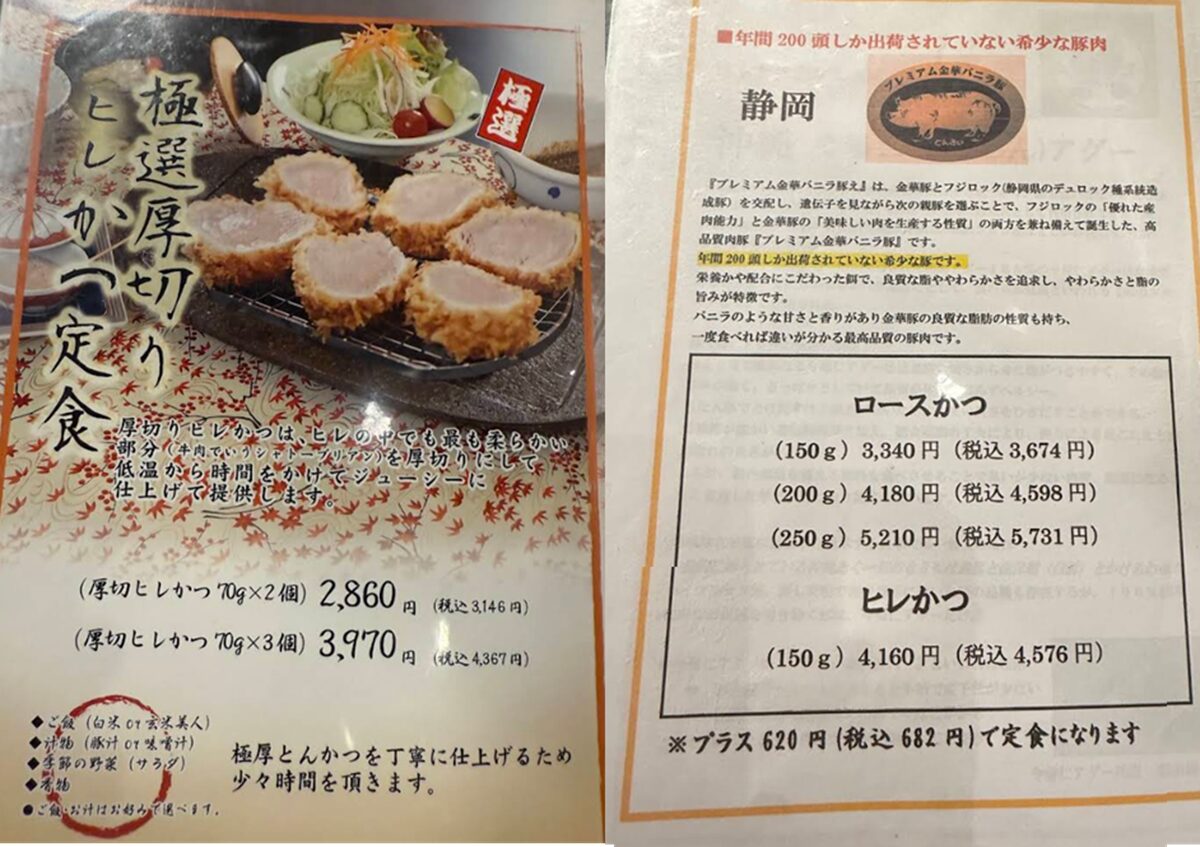 極選厚切り
ヒレかつ定食
極選
厚切りヒレかつは、ヒレの中でも最も柔らかい
部分(牛肉でいうシャトーブリアン)を厚切りにして
低温から時間をかけてジューシーに
仕上げて提供します。
(厚切ヒレかつ70g×2個) 2,860円 (税込3,146円)
(厚切ヒレかつ70g×3個) 3,970円 (税込4,367円)
◆ご飯(白米or玄米美人)
◆汁物(豚汁or味噌汁)
◆季節の野菜(サラダ)
◆香物
●ご飯・お汁はお好みで選べます。
極厚とんかつを丁寧に仕上げるため
少々時間を頂きます。
■年間200頭しか出荷されていない希少な豚肉
静岡
プレミアム金華バニラ豚
とんきい
『プレミアム金華バニラ豚え』は、金華豚とフジロック(静岡県のデュロック種系統造
成豚)を交配し、遺伝子を見ながら次の親豚を選ぶことで、フジロックの「優れた産
肉能力」と金華豚の「美味しい肉を生産する性質」の両方を兼ね備えて誕生した、高
品質肉豚『プレミアム金華バニラ豚』です。
年間200頭しか出荷されていない希少な豚です。
栄養かや配合にこだわった餌で、良質な脂ややわらかさを追求し、やわらかさと脂の
旨みが特徴です。
バニラのような甘さと香りがあり金華豚の良質な脂肪の性質も持ち、
一度食べれば違いが分かる最高品質の豚肉です。
ロースかつ
(150g) 3,340円 (税込3,674円)
(200g) 4,180円 (税込4,598円)
(250g) 5,210円 (税込5,731円)
ヒレかつ
(150g) 4,160円 (税込4,576円)
※プラス620円(税込682円)で定食になります